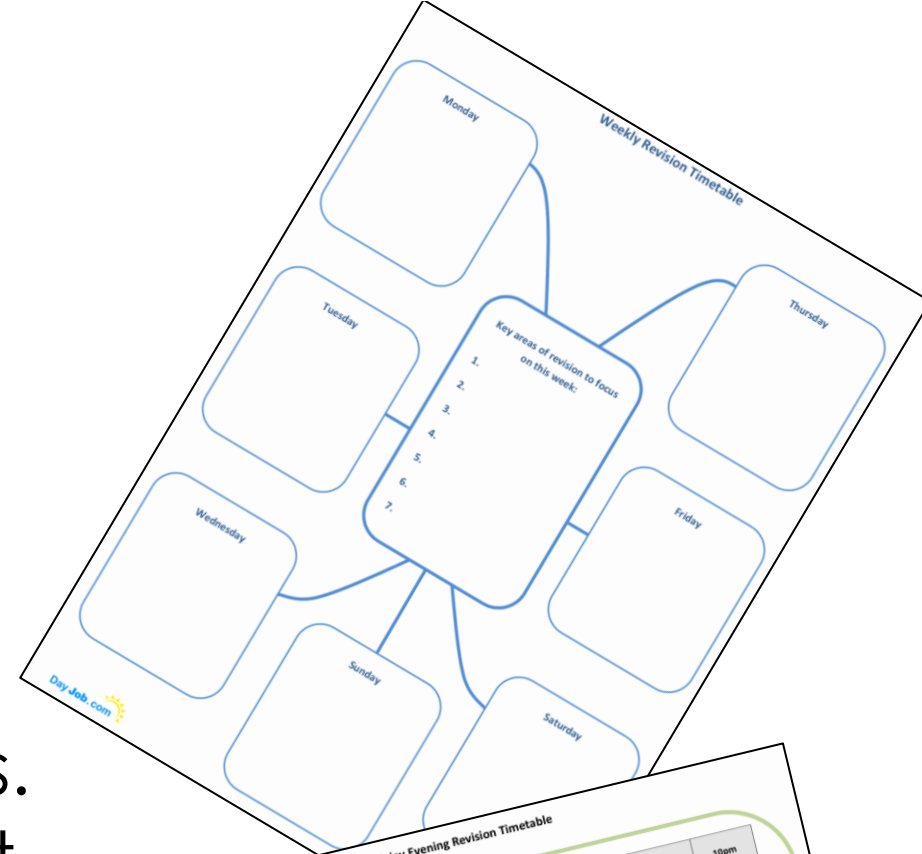 Weekly Revision Timetable
Monday
Tuesday
Wednesday
Thursday
Friday
Saturday
Sunday
Key areas of revision to focus
on this week:
1.
2.
3.
4.
5.
6.
7.
DayJob.com
s.
Evening Revision Timetable
10pm